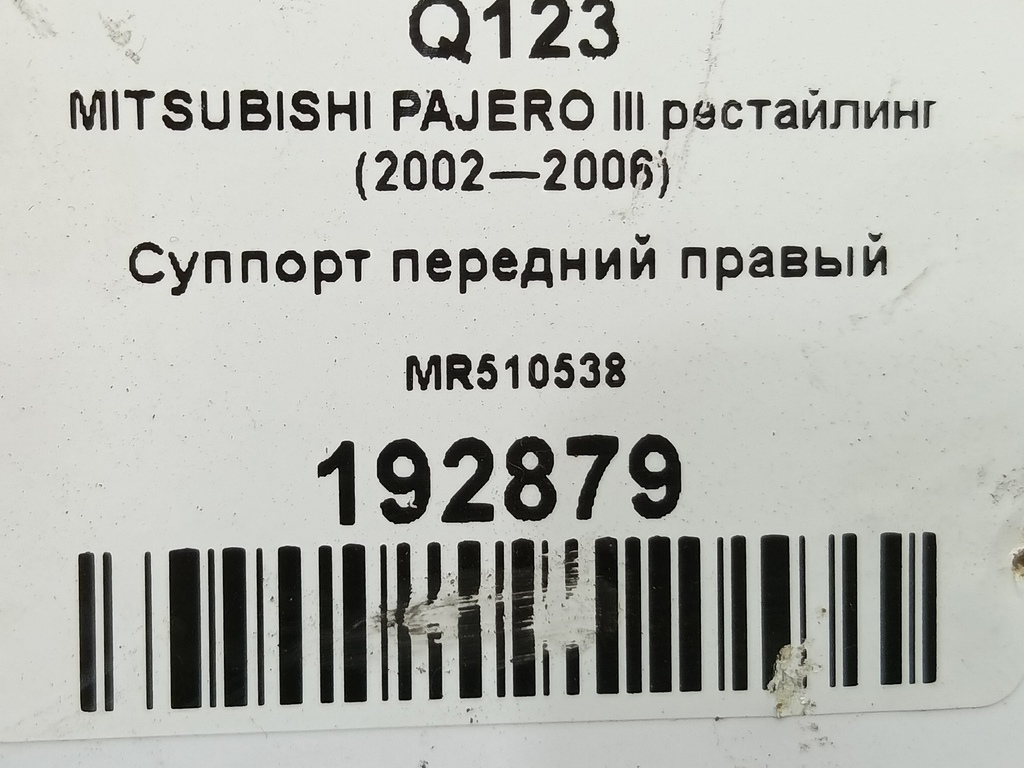 Q123
MITSUBISHI PAJERO III рестайлинг
(2002—2006)
Суппорт передний правый
MR510538
192879